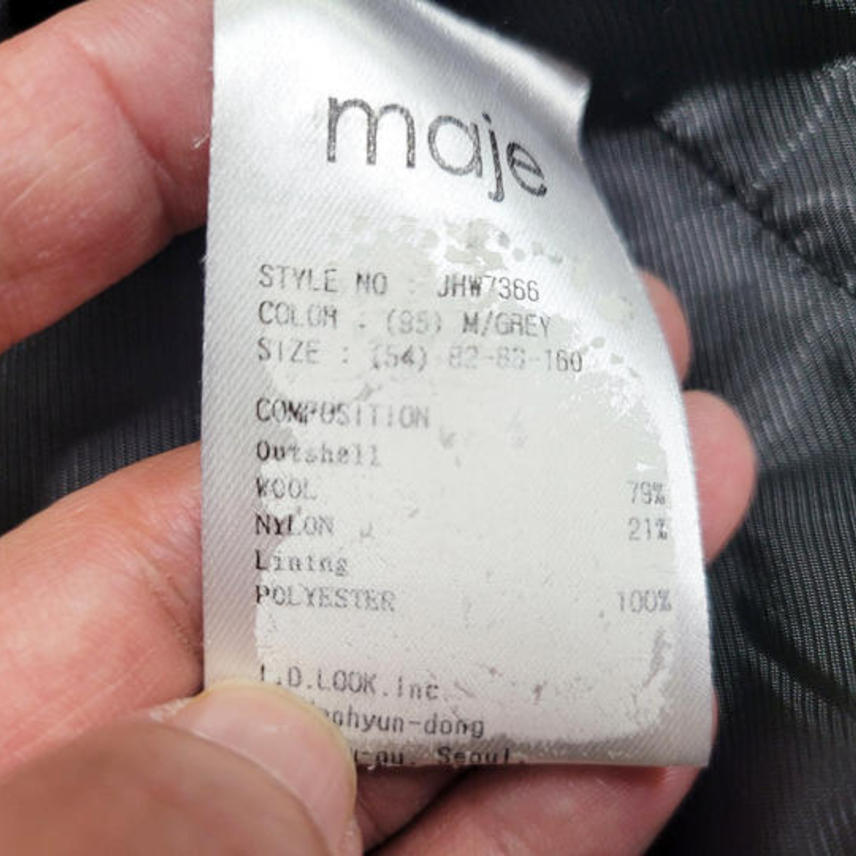 maje
STYLE NO : JHW7366
COLOR : (95) M/GREY
SIZE : (54) 82-88-160
COMPOSITION
Outshell
WOOL 79%
NYLON 21%
Lining
POLYESTER 100%
I.D.LOOK.Inc
Seoul